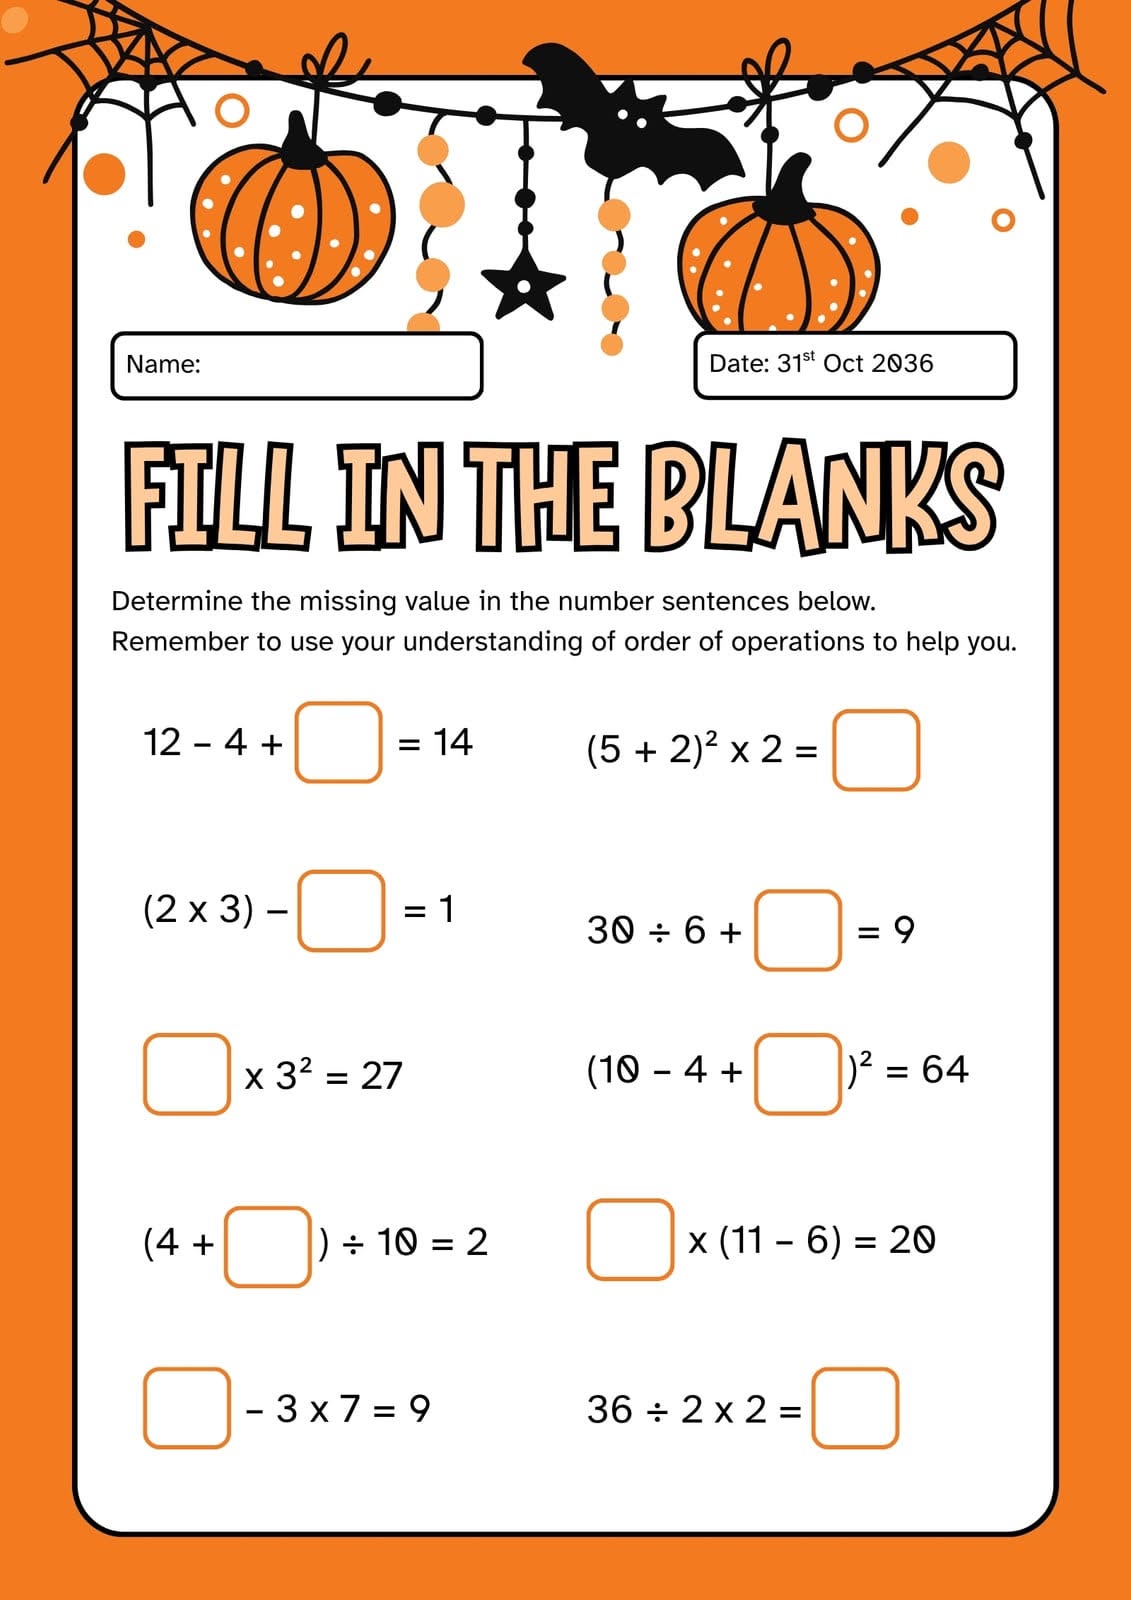 Name:
Date: 31st Oct 2036
FILL IN THE BLANKS
Determine the missing value in the number sentences below.
Remember to use your understanding of order of operations to help you.
12 – 4 + = 14
(5 + 2)² x 2 =
(2 x 3) – = 1
30 ÷ 6 + = 9
x 3² = 27
(10 – 4 + )² = 64
(4 + ) ÷ 10 = 2
x (11 – 6) = 20
– 3 x 7 = 9
36 ÷ 2 x 2 =